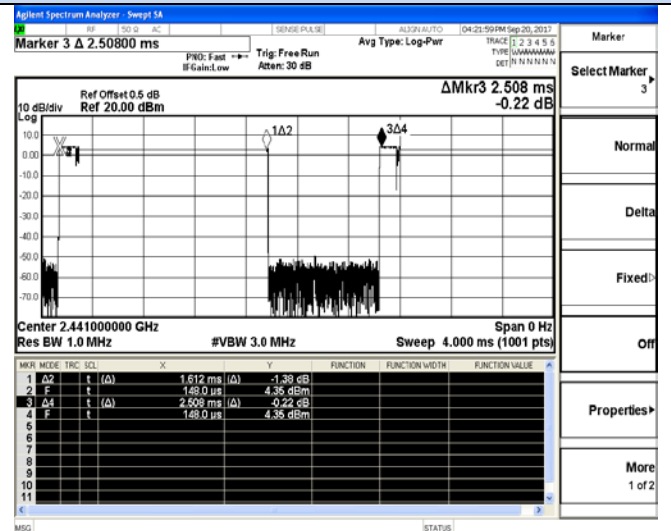 Agilent Spectrum Analyzer - Swept SA
RF 50 Ω AC SENSE:PULSE ALIGN AUTO 04:21:59 PM Sep 20, 2017
Marker 3 Δ 2.50800 ms
PNO: Fast Trig: Free Run
IFGain:Low Atten: 30 dB
Avg Type: Log-Pwr
TRACE 1 2 3 4 5 6
TYPE WWWWWW
DET N N N N N N
Ref Offset 0.5 dB
10 dB/div Ref 20.00 dBm
ΔMkr3 2.508 ms
-0.22 dB
Log
10.0
0.00
-10.0
-20.0
-30.0
-40.0
-50.0
-60.0
-70.0
1Δ2
3Δ4
Center 2.441000000 GHz Span 0 Hz
Res BW 1.0 MHz #VBW 3.0 MHz Sweep 4.000 ms (1001 pts)
MKR MODE TRC SCL X Y FUNCTION FUNCTION WIDTH FUNCTION VALUE
1 Δ2 t (Δ) 1.612 ms (Δ) -1.38 dB
2 F t 148.0 µs 4.35 dBm
3 Δ4 t (Δ) 2.508 ms (Δ) -0.22 dB
4 F t 148.0 µs 4.35 dBm
5
6
7
8
9
10
11
MSG STATUS
Marker
Select Marker
3
Normal
Delta
Fixed
Off
Properties
More
1 of 2